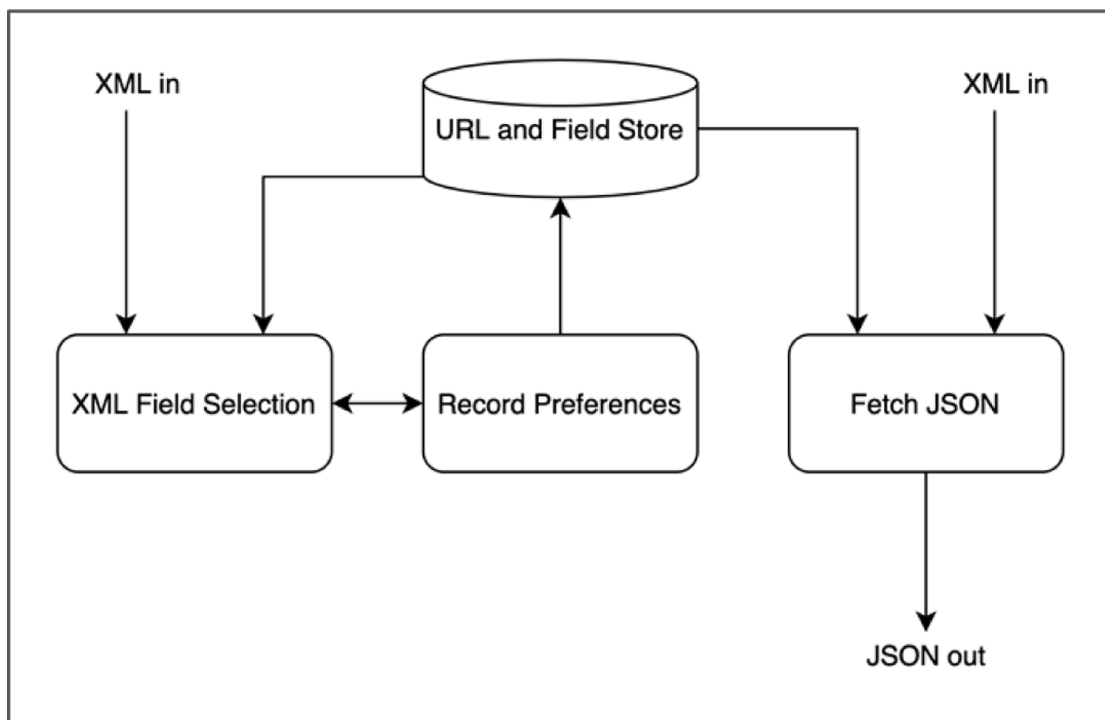 XML in
XML in
URL and Field Store
XML Field Selection
Record Preferences
Fetch JSON
JSON out